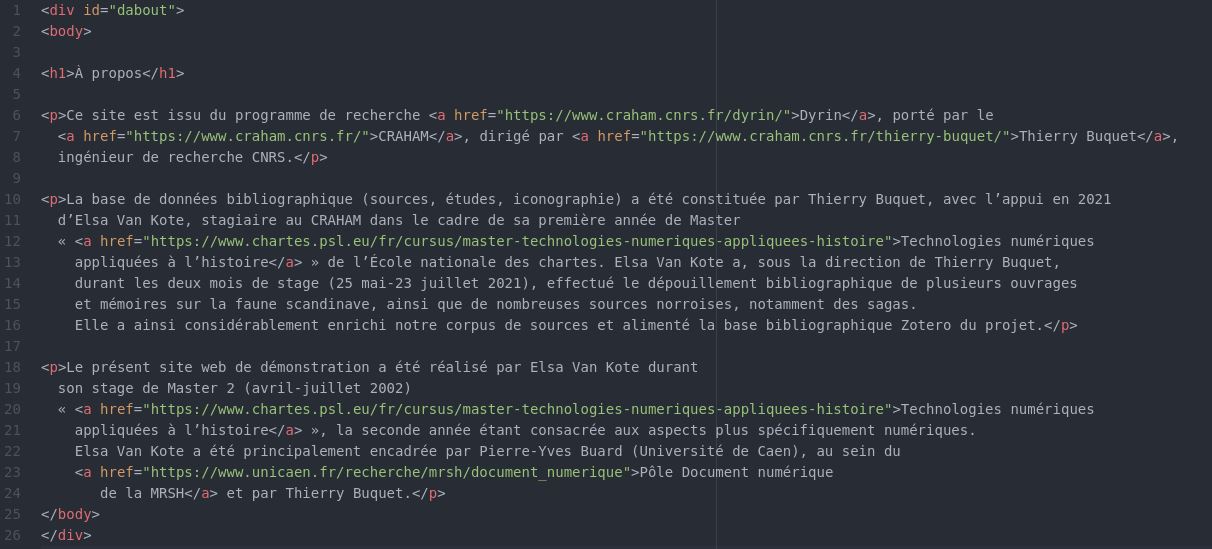 1 <div id="dabout">
2 <body>
3
4 <h1>À propos</h1>
5
6 <p>Ce site est issu du programme de recherche <a href="https://www.craham.cnrs.fr/dyrin/">Dyrin</a>, porté par le
7 <a href="https://www.craham.cnrs.fr/">CRAHAM</a>, dirigé par <a href="https://www.craham.cnrs.fr/thierry-buquet/">Thierry Buquet</a>,
8 ingénieur de recherche CNRS.</p>
9
10 <p>La base de données bibliographique (sources, études, iconographie) a été constituée par Thierry Buquet, avec l’appui en 2021
11 d’Elsa Van Kote, stagiaire au CRAHAM dans le cadre de sa première année de Master
12 « <a href="https://www.chartes.psl.eu/fr/cursus/master-technologies-numeriques-appliquees-histoire">Technologies numériques
13 appliquées à l’histoire</a> » de l’École nationale des chartes. Elsa Van Kote a, sous la direction de Thierry Buquet,
14 durant les deux mois de stage (25 mai-23 juillet 2021), effectué le dépouillement bibliographique de plusieurs ouvrages
15 et mémoires sur la faune scandinave, ainsi que de nombreuses sources norroises, notamment des sagas.
16 Elle a ainsi considérablement enrichi notre corpus de sources et alimenté la base bibliographique Zotero du projet.</p>
17
18 <p>Le présent site web de démonstration a été réalisé par Elsa Van Kote durant
19 son stage de Master 2 (avril-juillet 2002)
20 « <a href="https://www.chartes.psl.eu/fr/cursus/master-technologies-numeriques-appliquees-histoire">Technologies numériques
21 appliquées à l’histoire</a> », la seconde année étant consacrée aux aspects plus spécifiquement numériques.
22 Elsa Van Kote a été principalement encadrée par Pierre-Yves Buard (Université de Caen), au sein du
23 <a href="https://www.unicaen.fr/recherche/mrsh/document_numerique">Pôle Document numérique
24 de la MRSH</a> et par Thierry Buquet.</p>
25 </body>
26 </div>